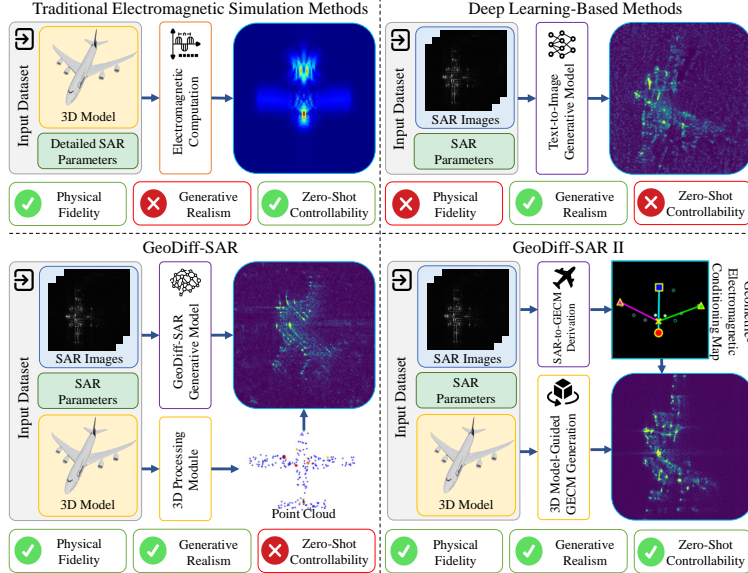 Traditional Electromagnetic Simulation Methods
Input Dataset
3D Model
Detailed SAR
Parameters
Electromagnetic
Computation
Physical
Fidelity
Generative
Realism
Zero-Shot
Controllability
Deep Learning-Based Methods
Input Dataset
SAR Images
SAR
Parameters
Text-to-Image
Generative Model
Physical
Fidelity
Generative
Realism
Zero-Shot
Controllability
GeoDiff-SAR
Input Dataset
SAR Images
SAR
Parameters
3D Model
GeoDiff-SAR
Generative Model
3D Processing
Module
Point Cloud
Physical
Fidelity
Generative
Realism
Zero-Shot
Controllability
GeoDiff-SAR II
Input Dataset
SAR Images
SAR
Parameters
3D Model
SAR-to-GECM
Derivation
3D Model-Guided
GECM Generation
Electromagnetic
Conditioning Map
Physical
Fidelity
Generative
Realism
Zero-Shot
Controllability